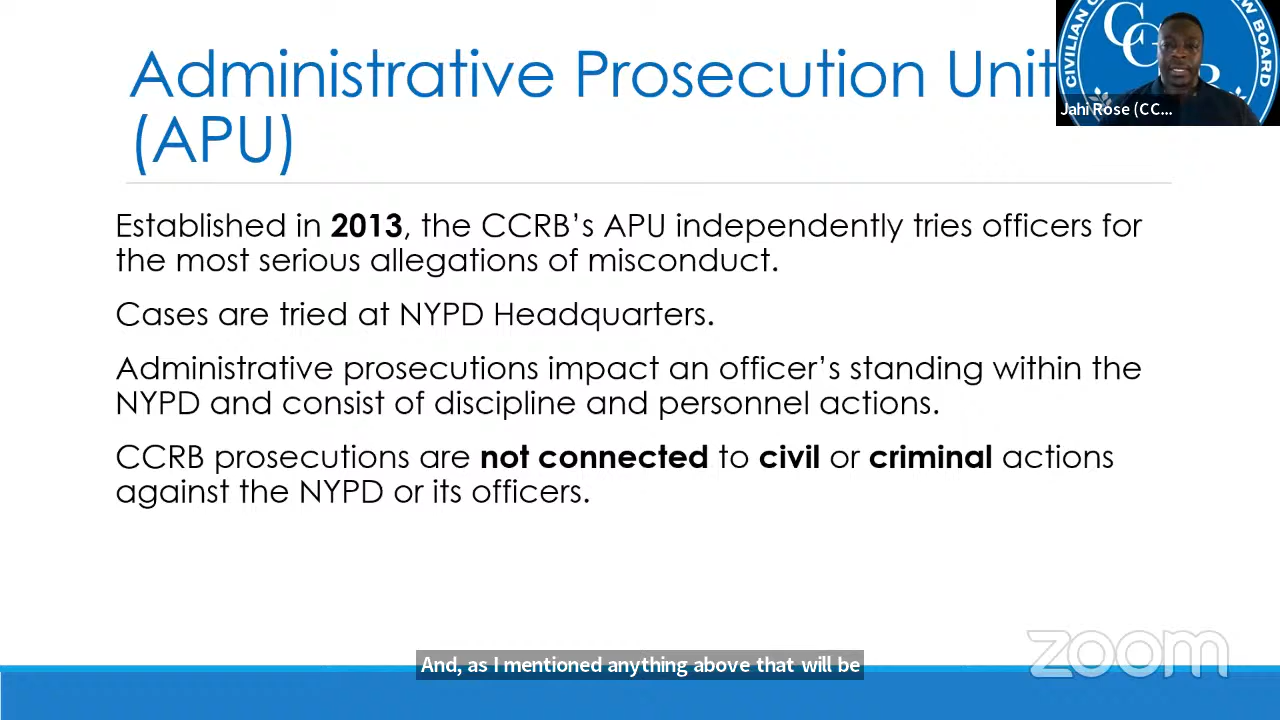 Administrative Prosecution Unit
(APU)
CIVILIAN
BOARD
Jahi Rose (CC...
Established in 2013, the CCRB's APU independently tries officers for
the most serious allegations of misconduct.
Cases are tried at NYPD Headquarters.
Administrative prosecutions impact an officer's standing within the
NYPD and consist of discipline and personnel actions.
CCRB prosecutions are not connected to civil or criminal actions
against the NYPD or its officers.
And, as I mentioned anything above that will be
zoom